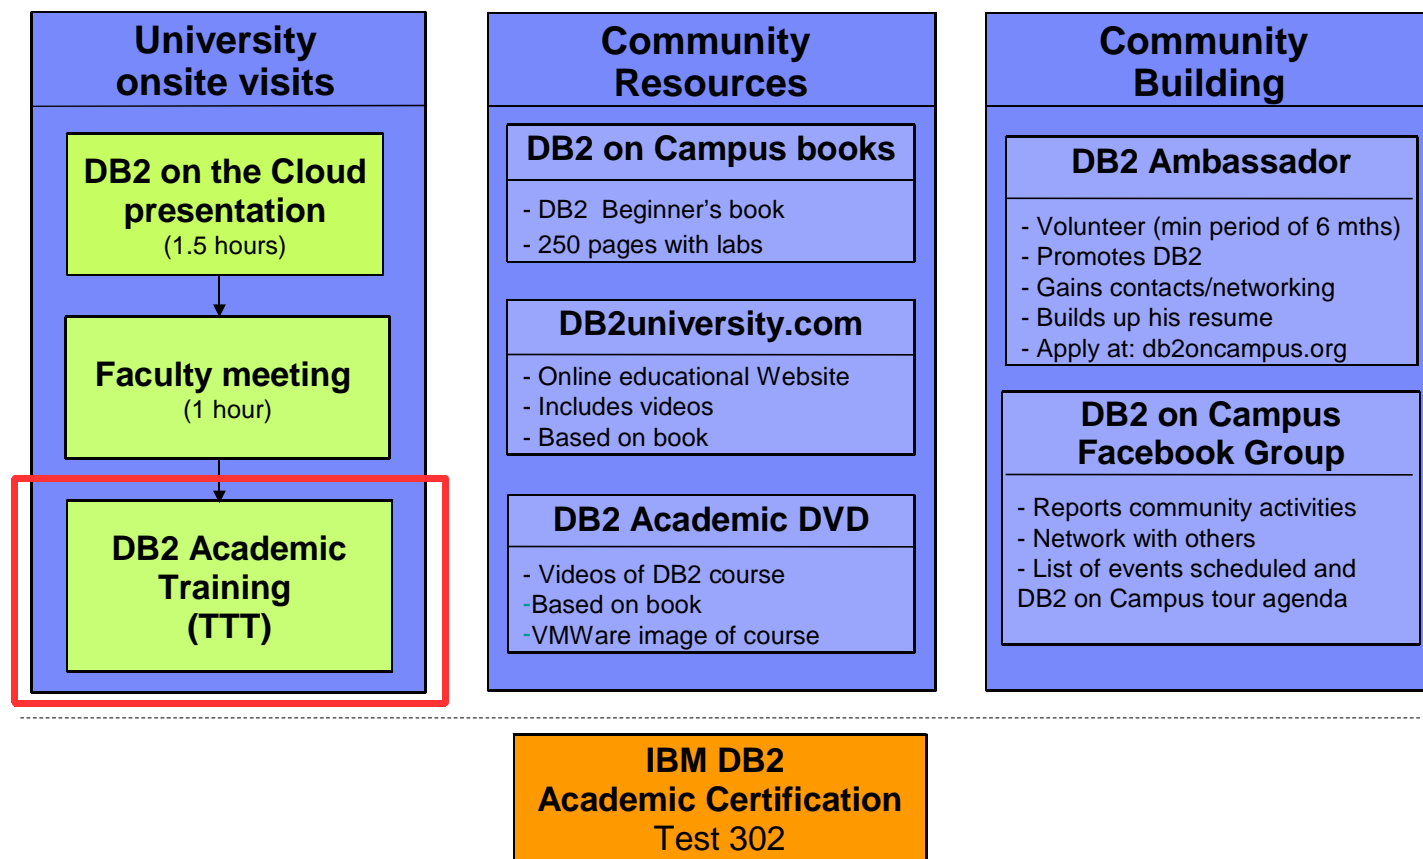 University
onsite visits
DB2 on the Cloud
presentation
(1.5 hours)
Faculty meeting
(1 hour)
DB2 Academic
Training
(TTT)
Community
Resources
DB2 on Campus books
- DB2  Beginner's book
- 250 pages with labs
DB2university.com
- Online educational Website
- Includes videos
- Based on book
DB2 Academic DVD
- Videos of DB2 course
-Based on book
-VMWare image of course
Community
Building
DB2 Ambassador
- Volunteer (min period of 6 mths)
- Promotes DB2
- Gains contacts/networking
- Builds up his resume
- Apply at: db2oncampus.org
DB2 on Campus
Facebook Group
- Reports community activities
- Network with others
- List of events scheduled and
DB2 on Campus tour agenda
IBM DB2
Academic Certification
Test 302